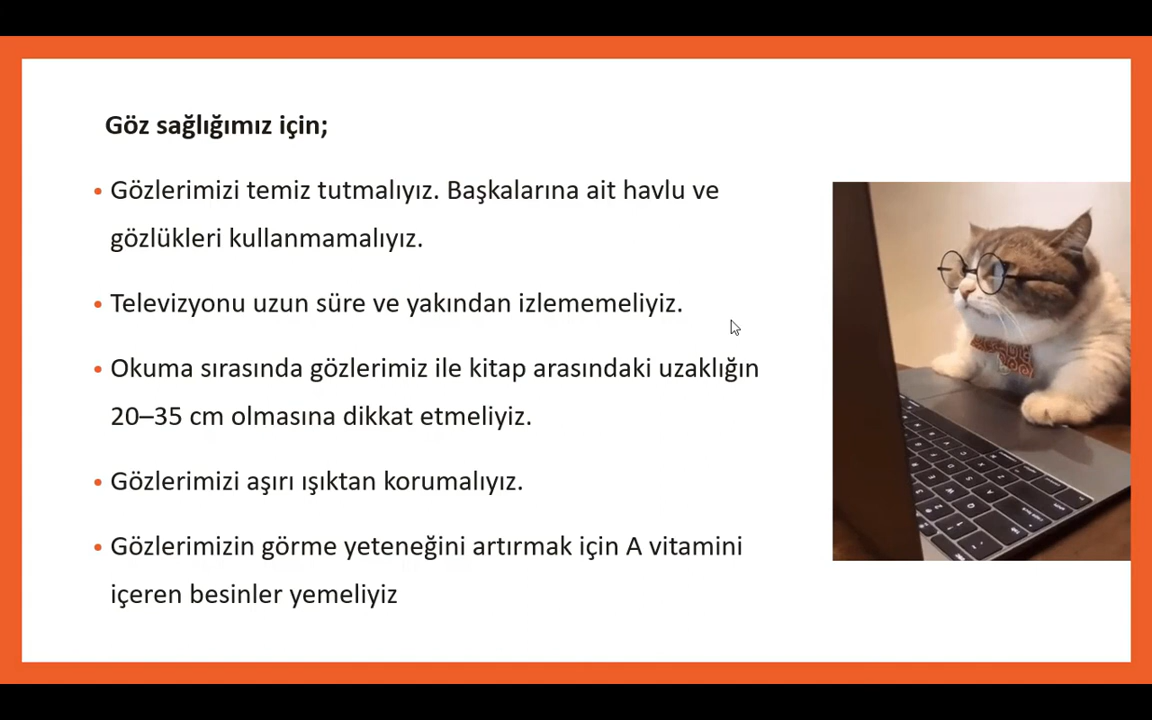 Göz sağlığımız için;
• Gözlerimizi temiz tutmalıyız. Başkalarına ait havlu ve
gözlükleri kullanmamalıyız.
• Televizyonu uzun süre ve yakından izlememeliyiz.
• Okuma sırasında gözlerimiz ile kitap arasındaki uzaklığın
20–35 cm olmasına dikkat etmeliyiz.
• Gözlerimizi aşırı ışıktan korumalıyız.
• Gözlerimizin görme yeteneğini artırmak için A vitamini
içeren besinler yemeliyiz